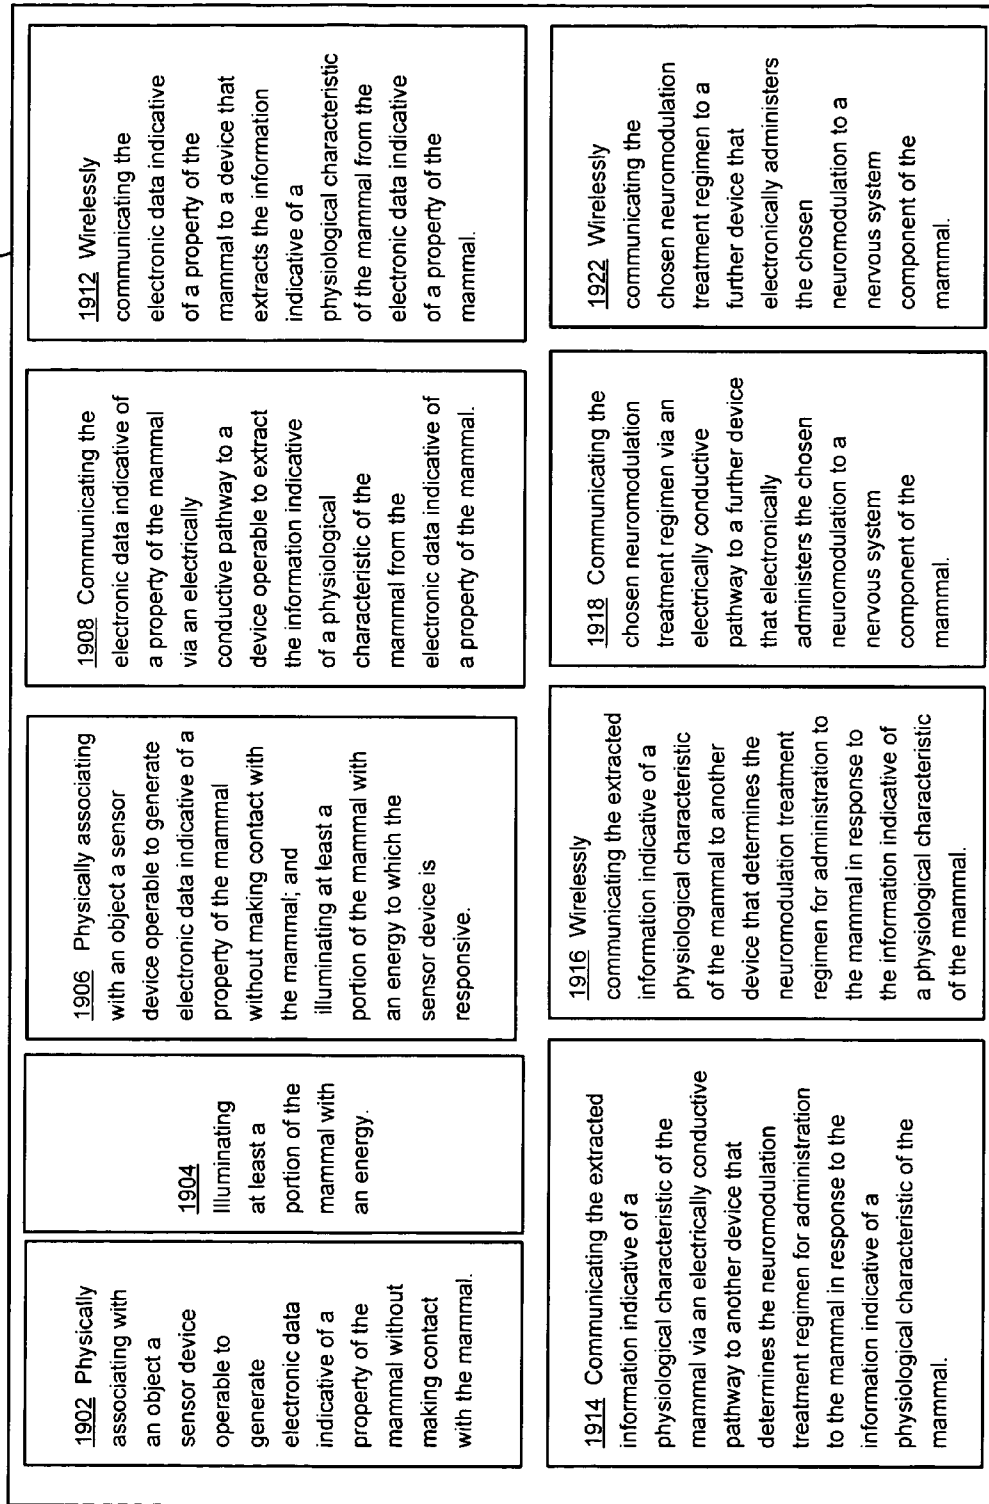 1902 Physically
associating with
an object a
sensor device
operable to
generate
electronic data
indicative of a
property of the
mammal without
making contact
with the mammal.
1904
Illuminating
at least a
portion of the
mammal with
an energy.
1906 Physically associating
with an object a sensor
device operable to generate
electronic data indicative of a
property of the mammal
without making contact with
the mammal; and
illuminating at least a
portion of the mammal with
an energy to which the
sensor device is
responsive.
1908 Communicating the
electronic data indicative of
a property of the mammal
via an electrically
conductive pathway to a
device operable to extract
the information indicative
of a physiological
characteristic of the
mammal from the
electronic data indicative of
a property of the mammal.
1912 Wirelessly
communicating the
electronic data indicative
of a property of the
mammal to a device that
extracts the information
indicative of a
physiological characteristic
of the mammal from the
electronic data indicative
of a property of the
mammal.
1914 Communicating the extracted
information indicative of a
physiological characteristic of the
mammal via an electrically conductive
pathway to another device that
determines the neuromodulation
treatment regimen for administration
to the mammal in response to the
information indicative of a
physiological characteristic of the
mammal.
1916 Wirelessly
communicating the extracted
information indicative of a
physiological characteristic
of the mammal to another
device that determines the
neuromodulation treatment
regimen for administration to
the mammal in response to
the information indicative of
a physiological characteristic
of the mammal.
1918 Communicating the
chosen neuromodulation
treatment regimen via an
electrically conductive
pathway to a further device
that electronically
administers the chosen
neuromodulation to a
nervous system
component of the
mammal.
1922 Wirelessly
communicating the
chosen neuromodulation
treatment regimen to a
further device that
electronically administers
the chosen
neuromodulation to a
nervous system
component of the
mammal.